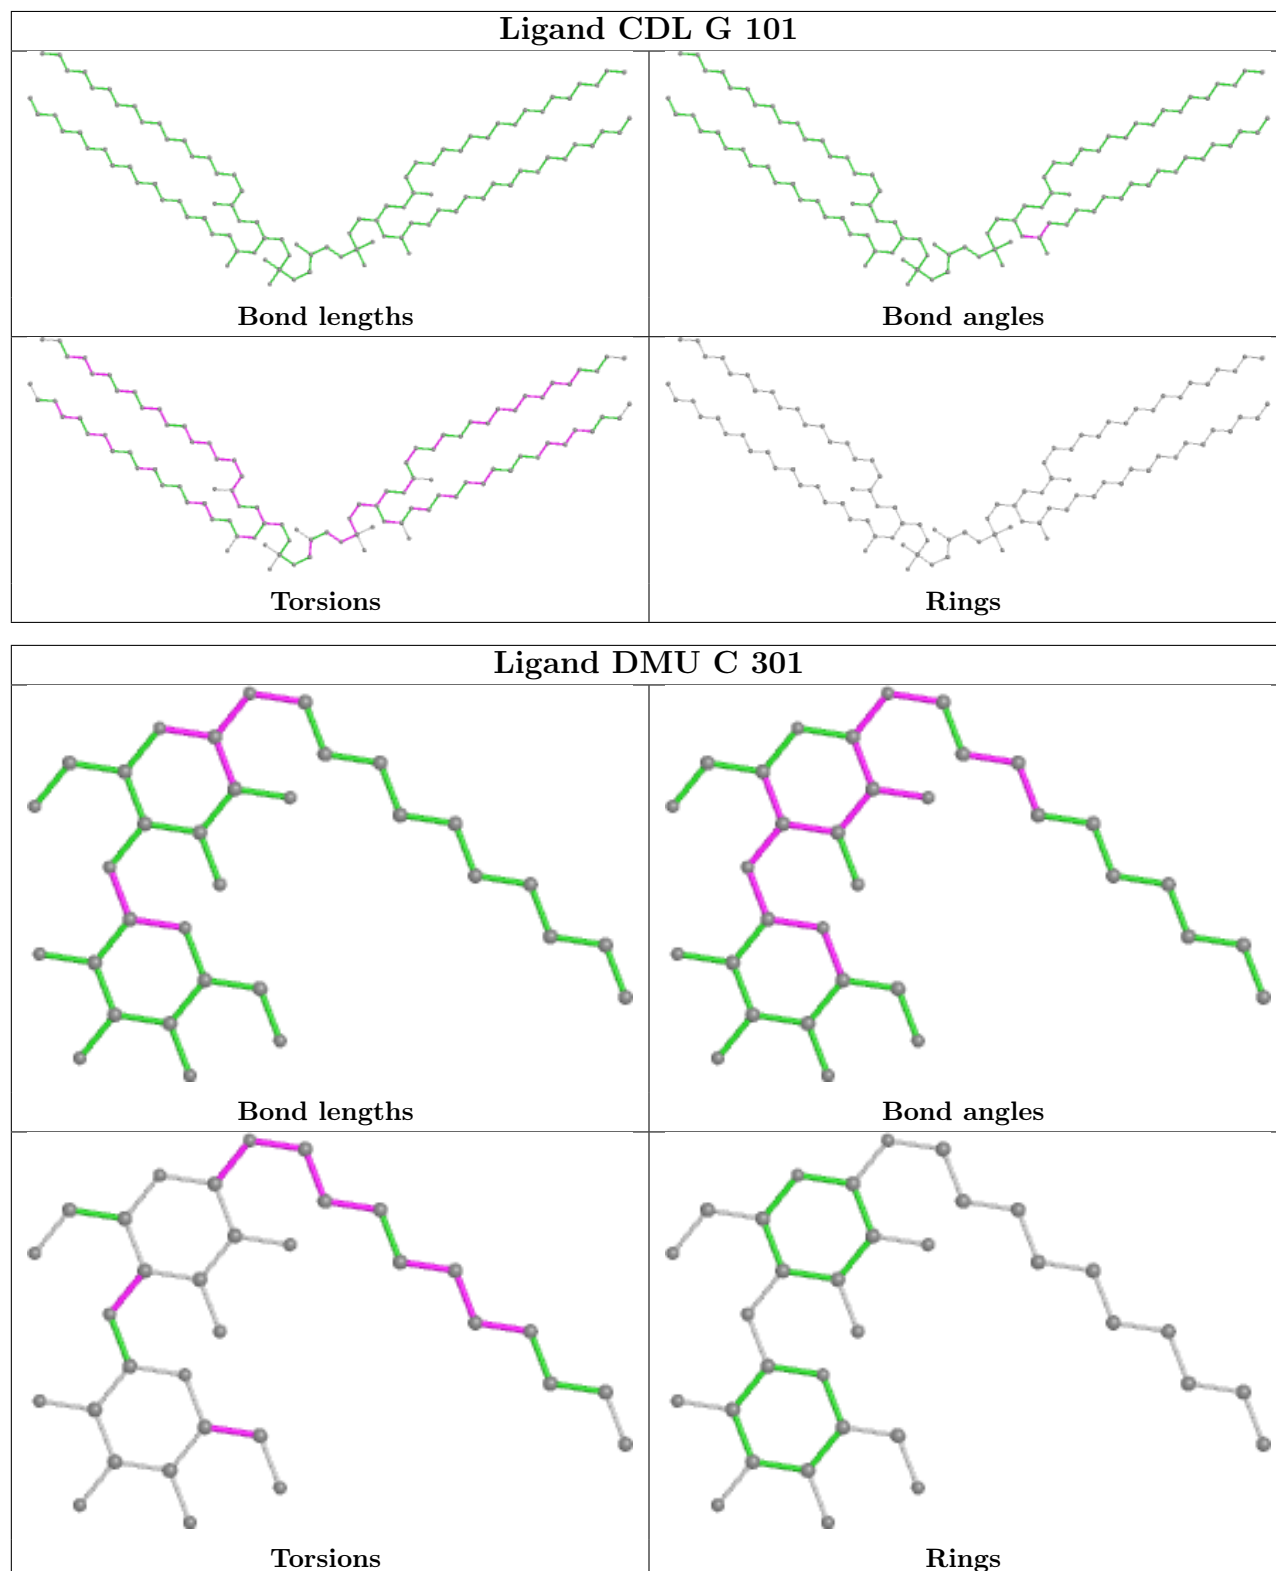 Ligand CDL G 101
Bond lengths
Bond angles
Torsions
Rings
Ligand DMU C 301
Bond lengths
Bond angles
Torsions
Rings